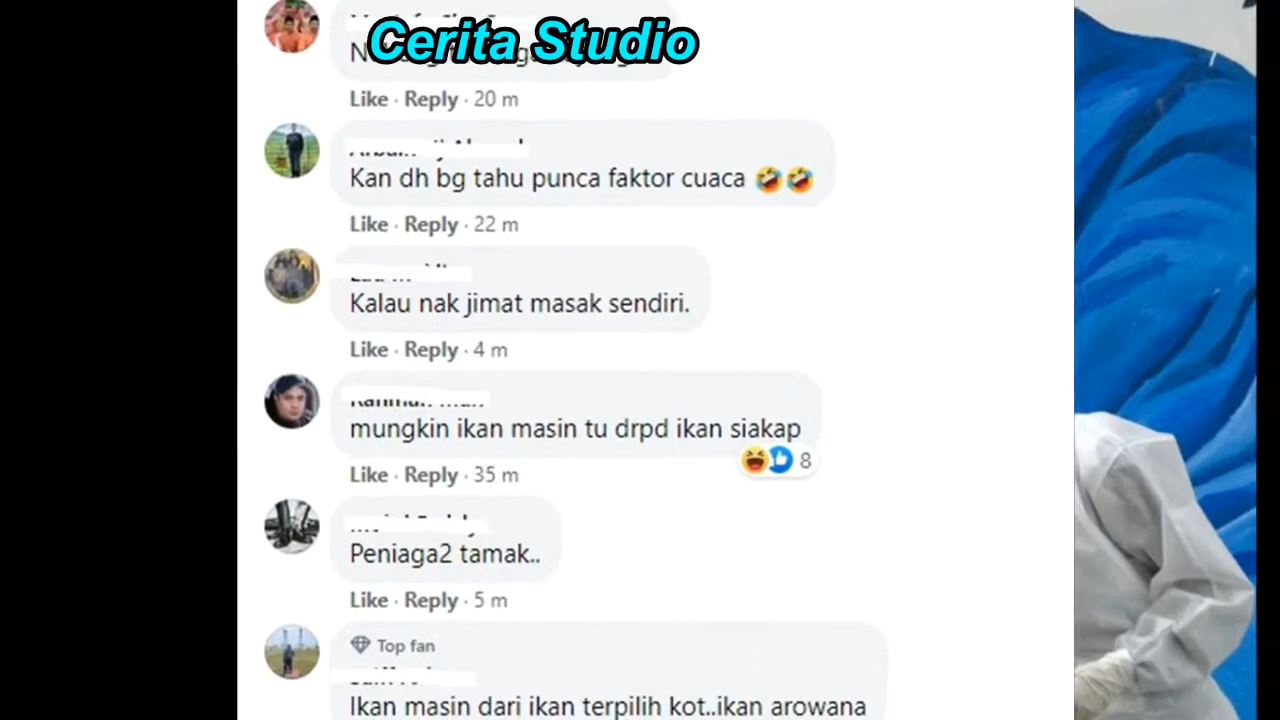 Cerita Studio
Like · Reply · 20 m
Kan dh bg tahu punca faktor cuaca 🤣🤣
Like · Reply · 22 m
Kalau nak jimat masak sendiri.
Like · Reply · 4 m
mungkin ikan masin tu drpd ikan siakap
8
Like · Reply · 35 m
Peniaga2 tamak..
Like · Reply · 5 m
Top fan
Ikan masin dari ikan terpilih kot..ikan arowana